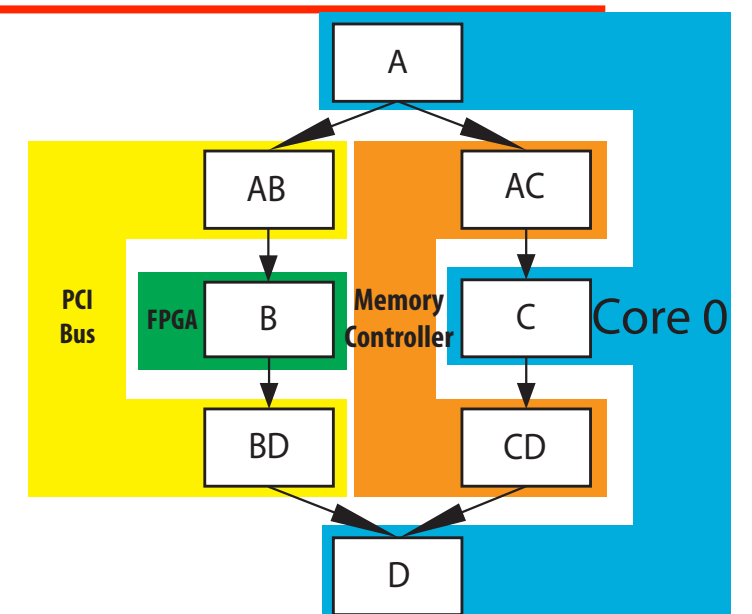 A
AB
AC
PCI
Bus
FPGA
B
Memory
Controller
C
Core 0
BD
CD
D